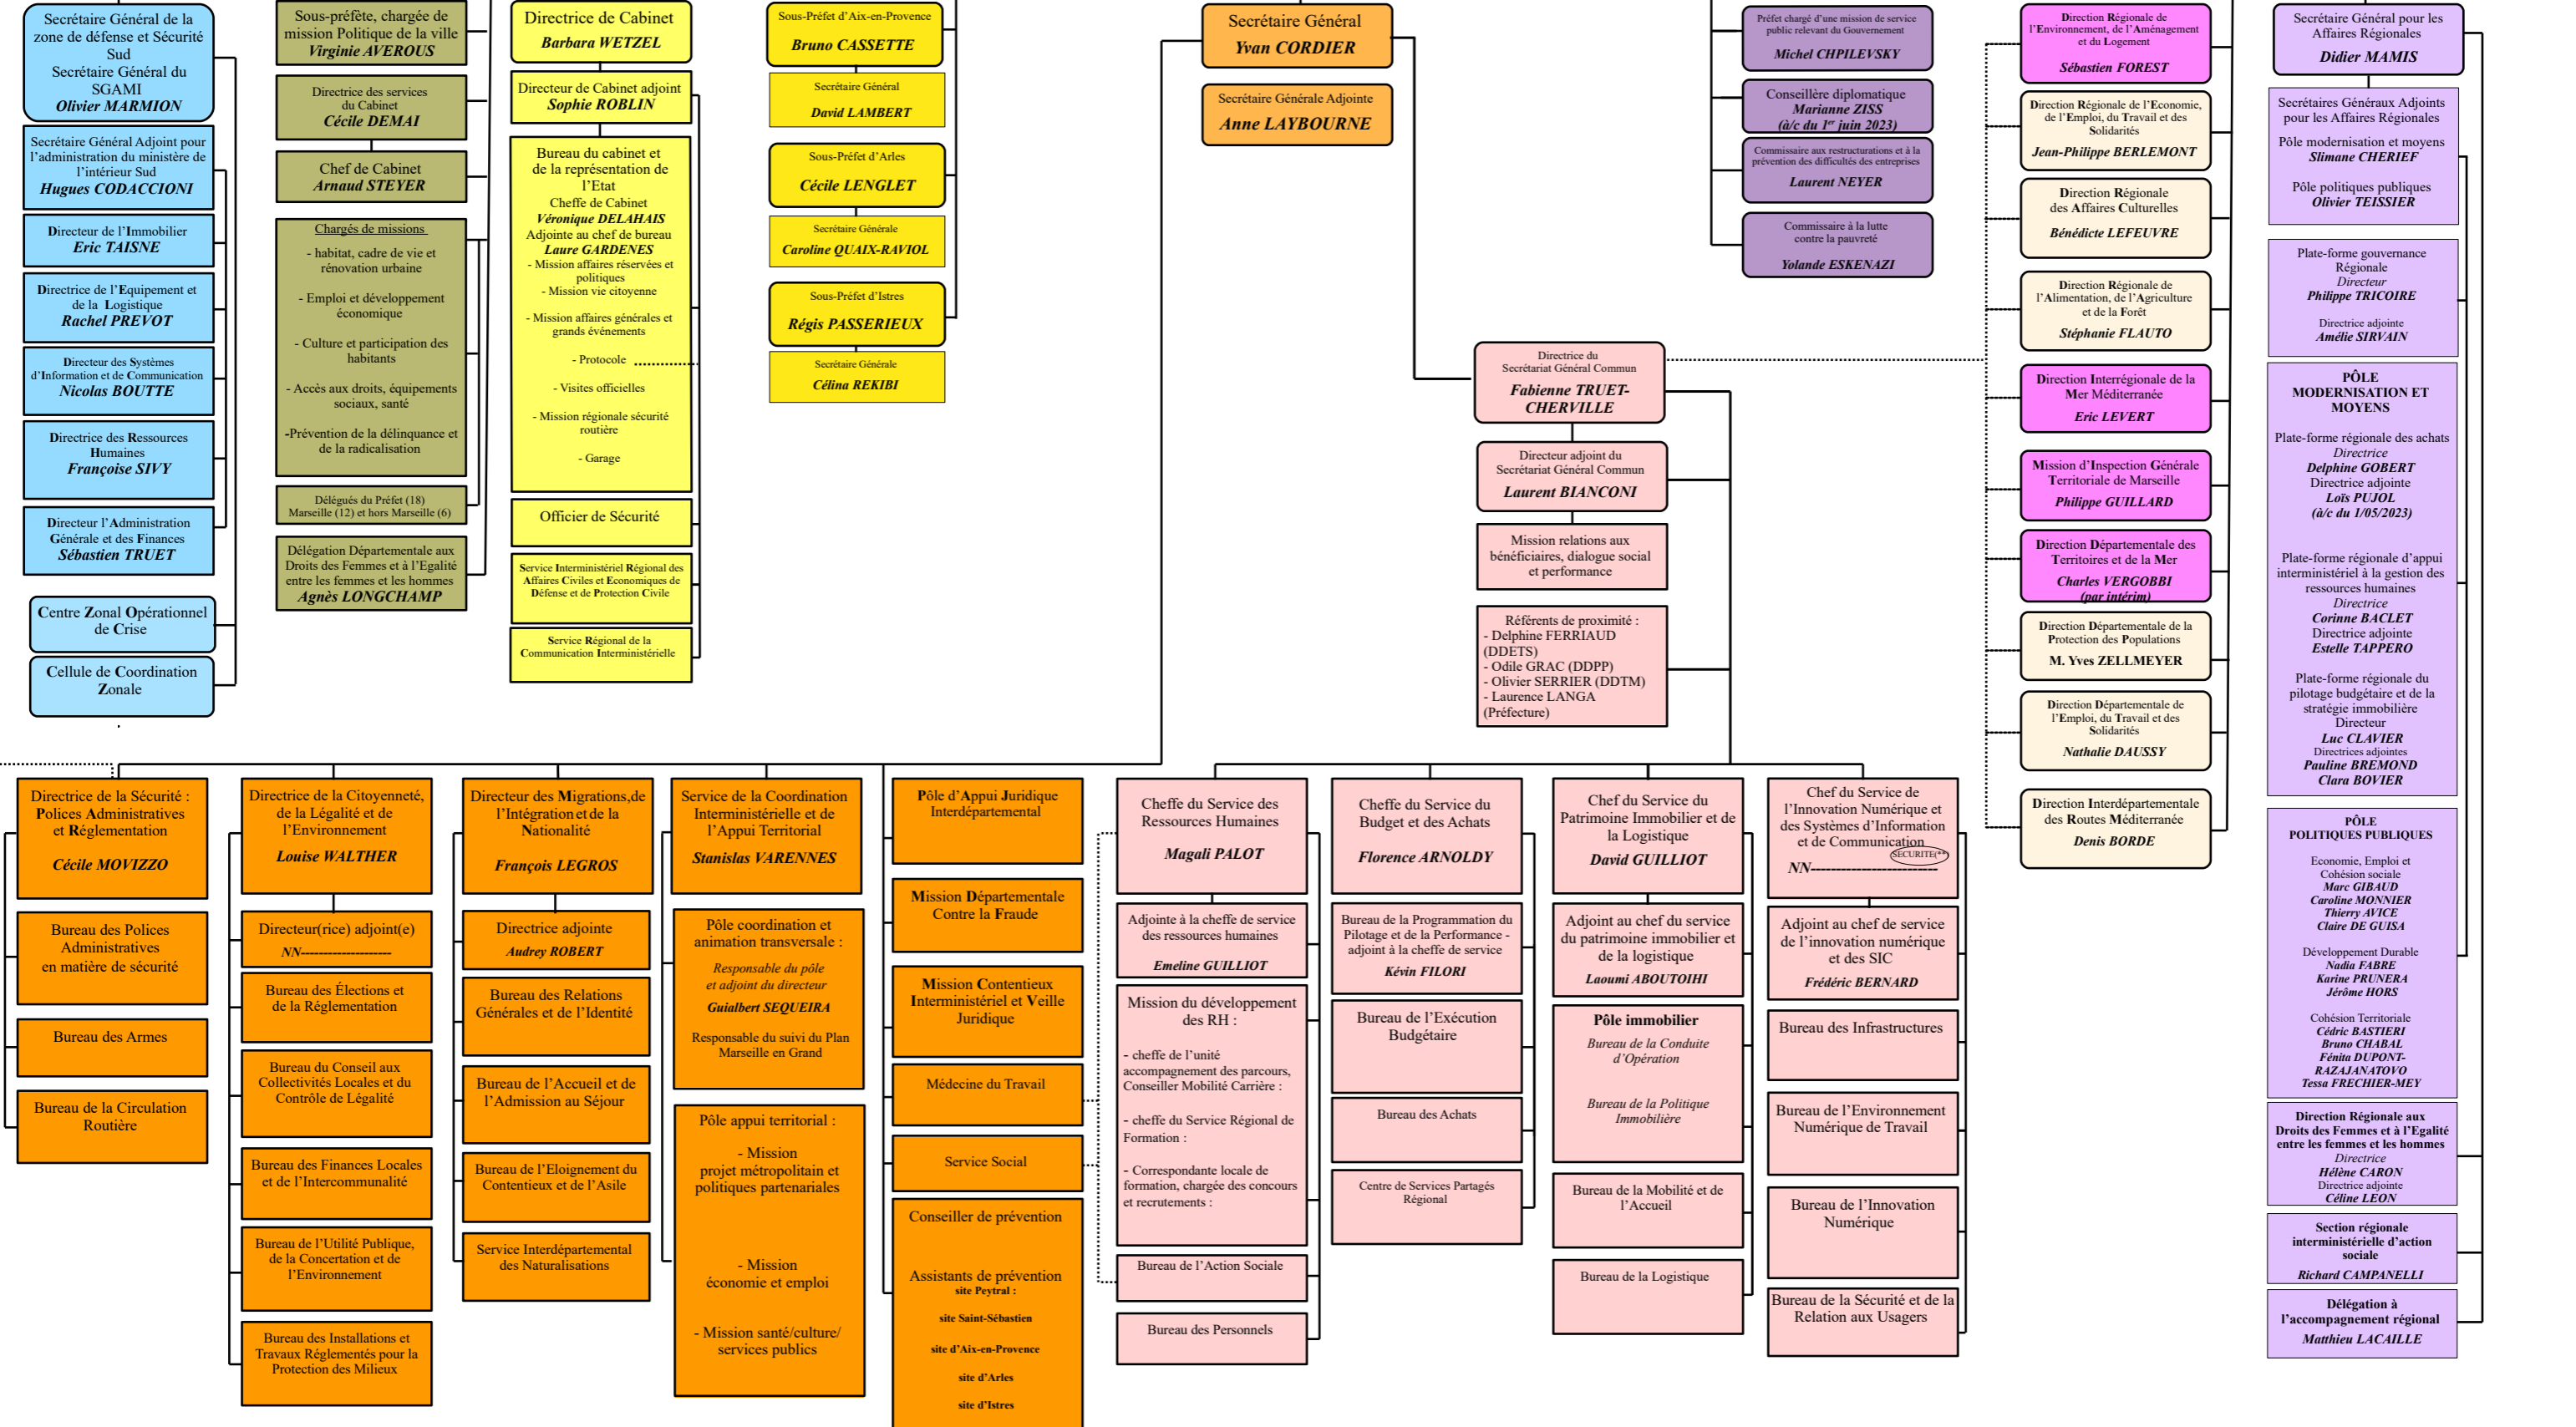 Secrétaire Général de la
zone de défense et Sécurité
Sud
Secrétaire Général du
SGAMI
Olivier MARMION
Secrétaire Général Adjoint pour
l’administration du ministère de
l’intérieur Sud
Hugues CODACCIONI
Directeur de l’Immobilier
Eric TAISNE
Directrice de l’Equipement et
de la Logistique
Rachel PREVOT
Directeur des Systèmes
d’Information et de Communication
Nicolas BOUTTE
Directrice des Ressources
Humaines
Françoise SIVY
Directeur l’Administration
Générale et des Finances
Sébastien TRUET
Centre Zonal Opérationnel
de Crise
Cellule de Coordination
Zonale
.
Sous-préfète, chargée de
mission Politique de la ville
Virginie AVEROUS
Directrice des services
du Cabinet
Cécile DEMAI
Chef de Cabinet
Arnaud STEYER
Chargés de missions
- habitat, cadre de vie et
rénovation urbaine
- Emploi et développement
économique
- Culture et participation des
habitants
- Accès aux droits, équipements
sociaux, santé
-Prévention de la délinquance et
de la radicalisation
Délégués du Préfet (18)
Marseille (12) et hors Marseille (6)
Délégation Départementale aux
Droits des Femmes et à l’Egalité
entre les femmes et les hommes
Agnès LONGCHAMP
Directrice de Cabinet
Barbara WETZEL
Directeur de Cabinet adjoint
Sophie ROBLIN
Bureau du cabinet et
de la représentation de
l’Etat
Cheffe de Cabinet
Véronique DELAHAIS
Adjointe au chef de bureau
Laure GARDENES
- Mission affaires réservées et
politiques
- Mission vie citoyenne
- Mission affaires générales et
grands événements
- Protocole
- Visites officielles
- Mission régionale sécurité
routière
- Garage
Officier de Sécurité
Service Interministériel Régional des
Affaires Civiles et Economiques de
Défense et de Protection Civile
Service Régional de la
Communication Interministérielle
Sous-Préfet d’Aix-en-Provence
Bruno CASSETTE
Secrétaire Général
David LAMBERT
Sous-Préfet d’Arles
Cécile LENGLET
Secrétaire Générale
Caroline QUAIX-RAVIOL
Sous-Préfet d’Istres
Régis PASSERIEUX
Secrétaire Générale
Célina REKIBI
Secrétaire Général
Yvan CORDIER
Secrétaire Générale Adjointe
Anne LAYBOURNE
Directrice du
Secrétariat Général Commun
Fabienne TRUET-
CHERVILLE
Directeur adjoint du
Secrétariat Général Commun
Laurent BIANCONI
Mission relations aux
bénéficiaires, dialogue social
et performance
Référents de proximité :
- Delphine FERRIAUD
(DDETS)
- Odile GRAC (DDPP)
- Olivier SERRIER (DDTM)
- Laurence LANGA
(Préfecture)
Préfet chargé d’une mission de service
public relevant du Gouvernement
Michel CHPILEVSKY
Conseillère diplomatique
Marianne ZISS
(à/c du 1er juin 2023)
Commissaire aux restructurations et à la
prévention des difficultés des entreprises
Laurent NEYER
Commissaire à la lutte
contre la pauvreté
Yolande ESKENAZI
Direction Régionale de
l’Environnement, de l’Aménagement
et du Logement
Sébastien FOREST
Direction Régionale de l’Economie,
de l’Emploi, du Travail et des
Solidarités
Jean-Philippe BERLEMONT
Direction Régionale
des Affaires Culturelles
Bénédicte LEFEUVRE
Direction Régionale de
l’Alimentation, de l’Agriculture
et de la Forêt
Stéphanie FLAUTO
Direction Interrégionale de la
Mer Méditerranée
Eric LEVERT
Mission d’Inspection Générale
Territoriale de Marseille
Philippe GUILLARD
Direction Départementale des
Territoires et de la Mer
Charles VERGOBBI
(par intérim)
Direction Départementale de la
Protection des Populations
M. Yves ZELLMEYER
Direction Départementale de
l’Emploi, du Travail et des
Solidarités
Nathalie DAUSSY
Direction Interdépartementale
des Routes Méditerranée
Denis BORDE
Secrétaire Général pour les
Affaires Régionales
Didier MAMIS
Secrétaires Généraux Adjoints
pour les Affaires Régionales
Pôle modernisation et moyens
Slimane CHERIEF
Pôle politiques publiques
Olivier TEISSIER
Plate-forme gouvernance
Régionale
Directeur
Philippe TRICOIRE
Directrice adjointe
Amélie SIRVAIN
PÔLE
MODERNISATION ET
MOYENS
Plate-forme régionale des achats
Directrice
Delphine GOBERT
Directrice adjointe
Loïs PUJOL
(à/c du 1/05/2023)
Plate-forme régionale d’appui
interministériel à la gestion des
ressources humaines
Directrice
Corinne BACLET
Directrice adjointe
Estelle TAPPERO
Plate-forme régionale du
pilotage budgétaire et de la
stratégie immobilière
Directeur
Luc CLAVIER
Directrices adjointes
Pauline BREMOND
Clara BOVIER
PÔLE
POLITIQUES PUBLIQUES
Economie, Emploi et
Cohésion sociale
Marc GIBAUD
Caroline MONNIER
Thierry AVICE
Claire DE GUISA
Développement Durable
Nadia FABRE
Karine PRUNERA
Jérôme HORS
Cohésion Territoriale
Cédric BASTIERI
Bruno CHABAL
Fénita DUPONT-
RAZAJANATOVO
Tessa FRECHIER-MEY
Direction Régionale aux
Droits des Femmes et à l’Egalité
entre les femmes et les hommes
Directrice
Hélène CARON
Directrice adjointe
Céline LEON
Section régionale
interministérielle d’action
sociale
Richard CAMPANELLI
Délégation à
l’accompagnement régional
Matthieu LACAILLE
Directrice de la Sécurité :
Polices Administratives
et Réglementation
Cécile MOVIZZO
Bureau des Polices
Administratives
en matière de sécurité
Bureau des Armes
Bureau de la Circulation
Routière
Directrice de la Citoyenneté,
de la Légalité et de
l’Environnement
Louise WALTHER
Directeur(rice) adjoint(e)
NN--------------------
Bureau des Élections et
de la Réglementation
Bureau du Conseil aux
Collectivités Locales et du
Contrôle de Légalité
Bureau des Finances Locales
et de l’Intercommunalité
Bureau de l’Utilité Publique,
de la Concertation et de
l’Environnement
Bureau des Installations et
Travaux Réglementés pour la
Protection des Milieux
Directeur des Migrations,de
l’Intégration et de la
Nationalité
François LEGROS
Directrice adjointe
Audrey ROBERT
Bureau des Relations
Générales et de l’Identité
Bureau de l’Accueil et de
l’Admission au Séjour
Bureau de l’Eloignement du
Contentieux et de l’Asile
Service Interdépartemental
des Naturalisations
Service de la Coordination
Interministérielle et de
l’Appui Territorial
Stanislas VARENNES
Pôle coordination et
animation transversale :
Responsable du pôle
et adjoint du directeur
Guialbert SEQUEIRA
Responsable du suivi du Plan
Marseille en Grand
Pôle appui territorial :
- Mission
projet métropolitain et
politiques partenariales
- Mission
économie et emploi
- Mission santé/culture/
services publics
Pôle d’Appui Juridique
Interdépartemental
Mission Départementale
Contre la Fraude
Mission Contentieux
Interministériel et Veille
Juridique
Médecine du Travail
Service Social
Conseiller de prévention
Assistants de prévention
site Peytral :
site Saint-Sébastien
site d’Aix-en-Provence
site d’Arles
site d’Istres
Cheffe du Service des
Ressources Humaines
Magali PALOT
Adjointe à la cheffe de service
des ressources humaines
Emeline GUILLIOT
Mission du développement
des RH :
- cheffe de l’unité
accompagnement des parcours,
Conseiller Mobilité Carrière :
- cheffe du Service Régional de
Formation :
- Correspondante locale de
formation, chargée des concours
et recrutements :
Bureau de l’Action Sociale
Bureau des Personnels
Cheffe du Service du
Budget et des Achats
Florence ARNOLDY
Bureau de la Programmation du
Pilotage et de la Performance -
adjoint à la cheffe de service
Kévin FILORI
Bureau de l’Exécution
Budgétaire
Bureau des Achats
Centre de Services Partagés
Régional
Chef du Service du
Patrimoine Immobilier et de
la Logistique
David GUILLIOT
Adjoint au chef du service
du patrimoine immobilier et
de la logistique
Laoumi ABOUTOIHI
Pôle immobilier
Bureau de la Conduite
d’Opération
Bureau de la Politique
Immobilière
Bureau de la Mobilité et de
l’Accueil
Bureau de la Logistique
Chef du Service de
l’Innovation Numérique et
des Systèmes d’Information
et de Communication
SECURITE(**
NN----------------------------
Adjoint au chef de service
de l’innovation numérique
et des SIC
Frédéric BERNARD
Bureau des Infrastructures
Bureau de l’Environnement
Numérique de Travail
Bureau de l’Innovation
Numérique
Bureau de la Sécurité et de la
Relation aux Usagers